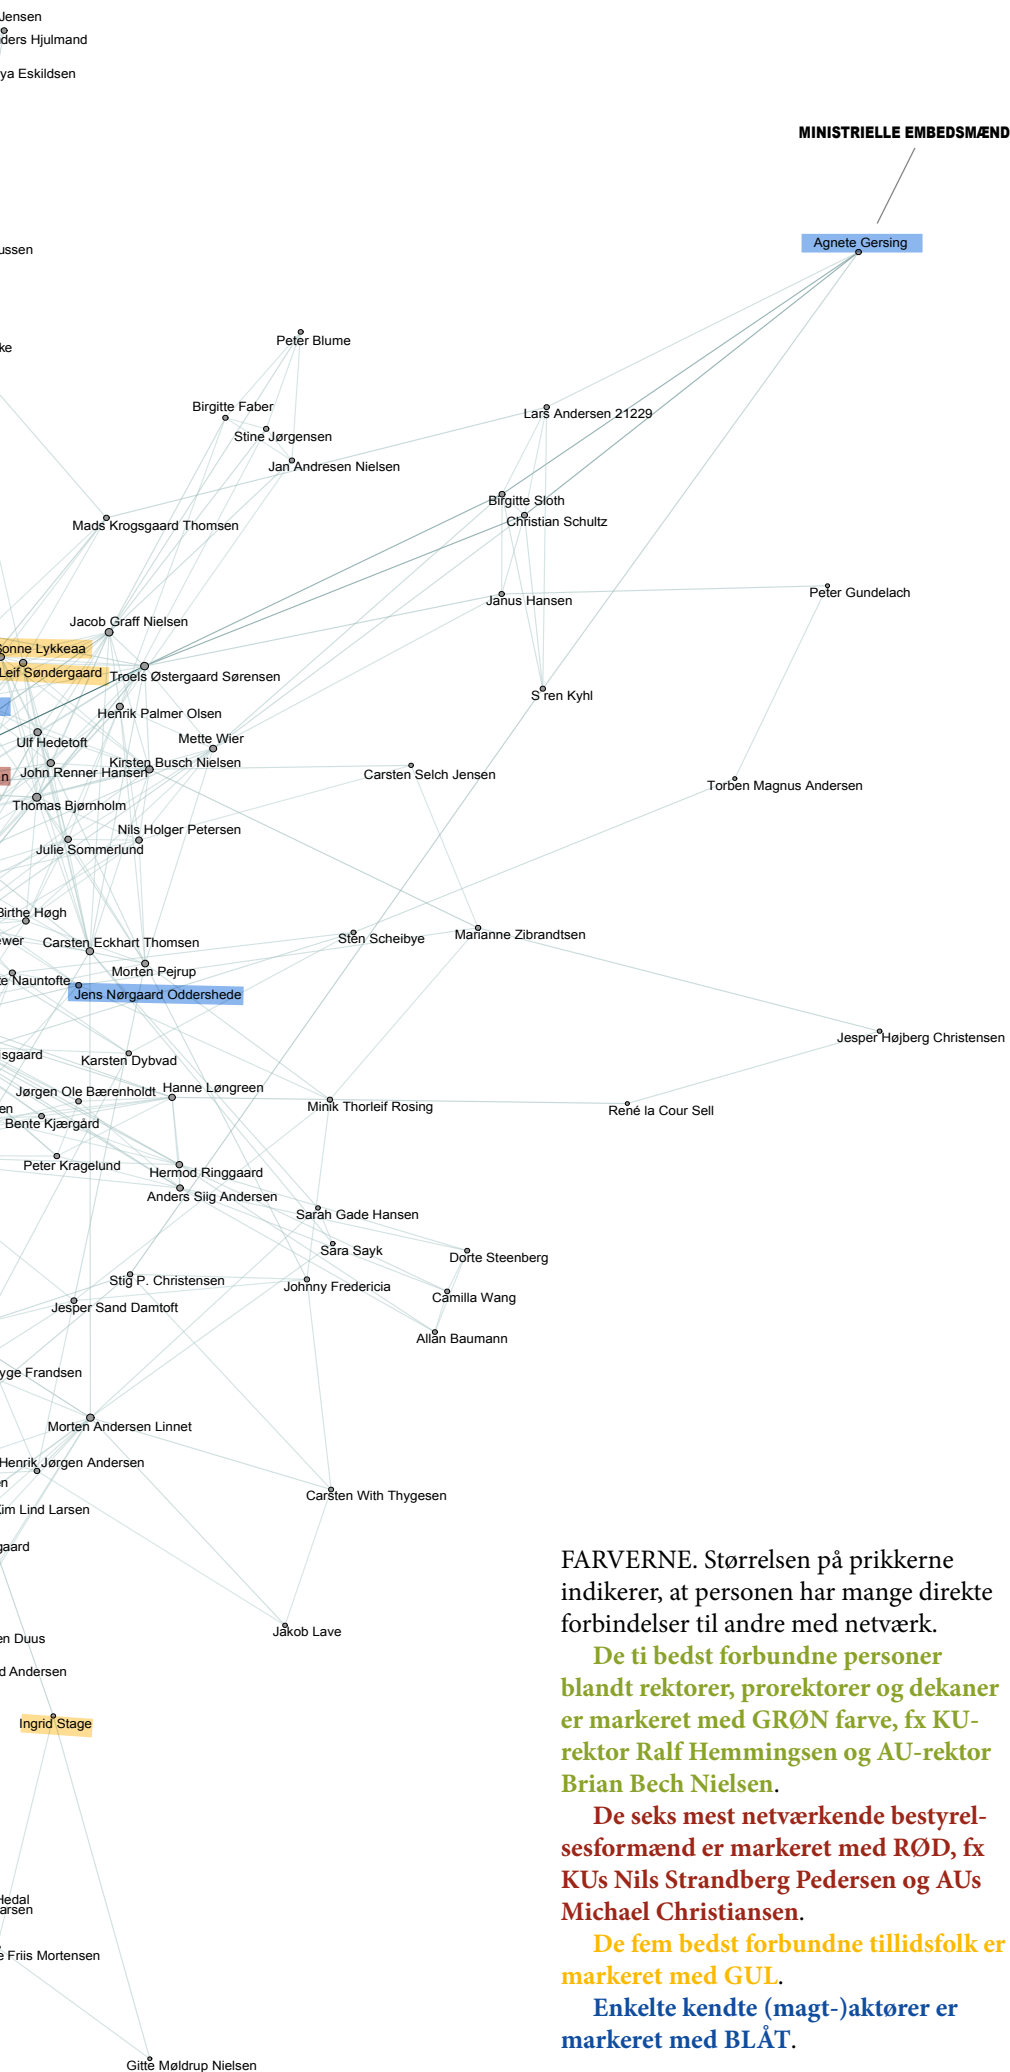 Jensen
ders Hjulmand
ya Eskildsen
MINISTRIELLE EMBEDSMÆND
Agnete Gersing
ussen
Peter Blume
ke
Birgitte Faber
Lars Andersen 21229
Stine Jørgensen
Jan Andresen Nielsen
Birgitte Sloth
Christian Schultz
Mads Krogsgaard Thomsen
Peter Gundelach
Janus Hansen
Jacob Graff Nielsen
Sonne Lykkeaa
Leif Søndergaard
Troels Østergaard Sørensen
S ren Kyhl
Henrik Palmer Olsen
Ulf Hedetoft
Mette Wier
Kirsten Busch Nielsen
n
John Renner Hansen
Carsten Selch Jensen
Torben Magnus Andersen
Thomas Bjørnholm
Nils Holger Petersen
Julie Sommerlund
Birthe Høgh
ewer
Carsten Eckhart Thomsen
Sten Scheibye
Marianne Zibrandtsen
Morten Pejrup
te Nauntofte
Jens Nørgaard Oddershede
Jesper Højberg Christensen
sgaard
Karsten Dybvad
Jørgen Ole Bærenholdt
Hanne Løngreen
en
Minik Thorleif Rosing
René la Cour Sell
Bente Kjærgård
Peter Kragelund
Hermod Ringgaard
Anders Siig Andersen
Sarah Gade Hansen
Sara Sayk
Dorte Steenberg
Stig P. Christensen
Johnny Fredericia
Camilla Wang
Jesper Sand Damtoft
Allan Baumann
yge Frandsen
Morten Andersen Linnet
Henrik Jørgen Andersen
en
Carsten With Thygesen
Kim Lind Larsen
gaard
Jakob Lave
en Duus
d Andersen
Ingrid Stage
Hedal
arsen
e Friis Mortensen
Gitte Møldrup Nielsen
FARVERNE. Størrelsen på prikkerne
indikerer, at personen har mange direkte
forbindelser til andre med netværk.
De ti bedst forbundne personer
blandt rektorer, prorektorer og dekaner
er markeret med GRØN farve, fx KU-
rektor Ralf Hemmingsen og AU-rektor
Brian Bech Nielsen.
De seks mest netværkende bestyrel-
sesformænd er markeret med RØD, fx
KUs Nils Strandberg Pedersen og AUs
Michael Christiansen.
De fem bedst forbundne tillidsfolk er
markeret med GUL.
Enkelte kendte (magt-)aktører er
markeret med BLÅT.